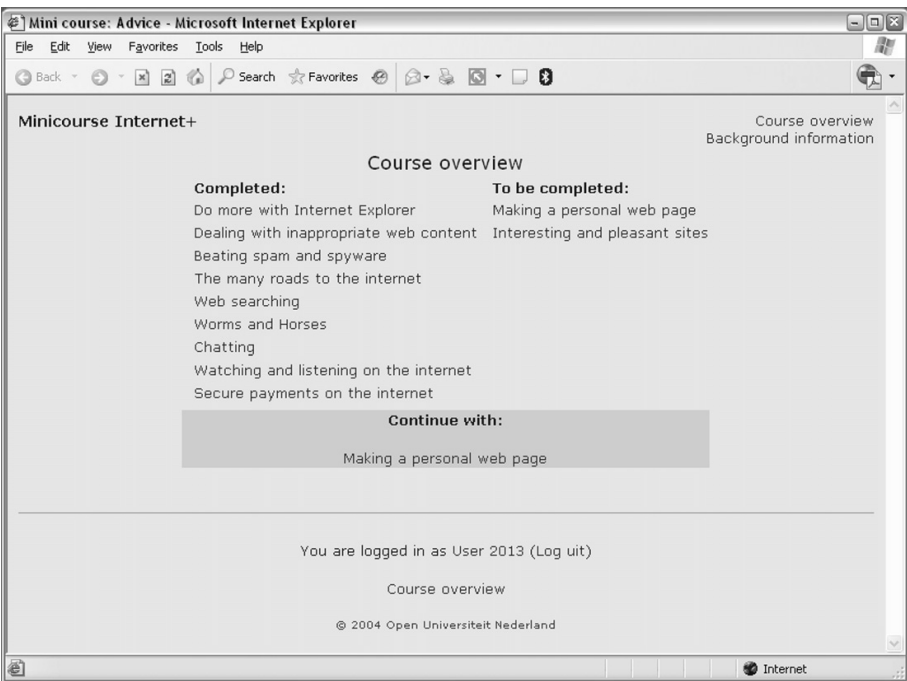 Mini course: Advice - Microsoft Internet Explorer
File Edit View Favorites Tools Help
Back Search Favorites
Minicourse Internet+
Course overview
Background information
Course overview
Completed:
Do more with Internet Explorer
Dealing with inappropriate web content
Beating spam and spyware
The many roads to the internet
Web searching
Worms and Horses
Chatting
Watching and listening on the internet
Secure payments on the internet
To be completed:
Making a personal web page
Interesting and pleasant sites
Continue with:
Making a personal web page
You are logged in as User 2013 (Log uit)
Course overview
© 2004 Open Universiteit Nederland
Internet